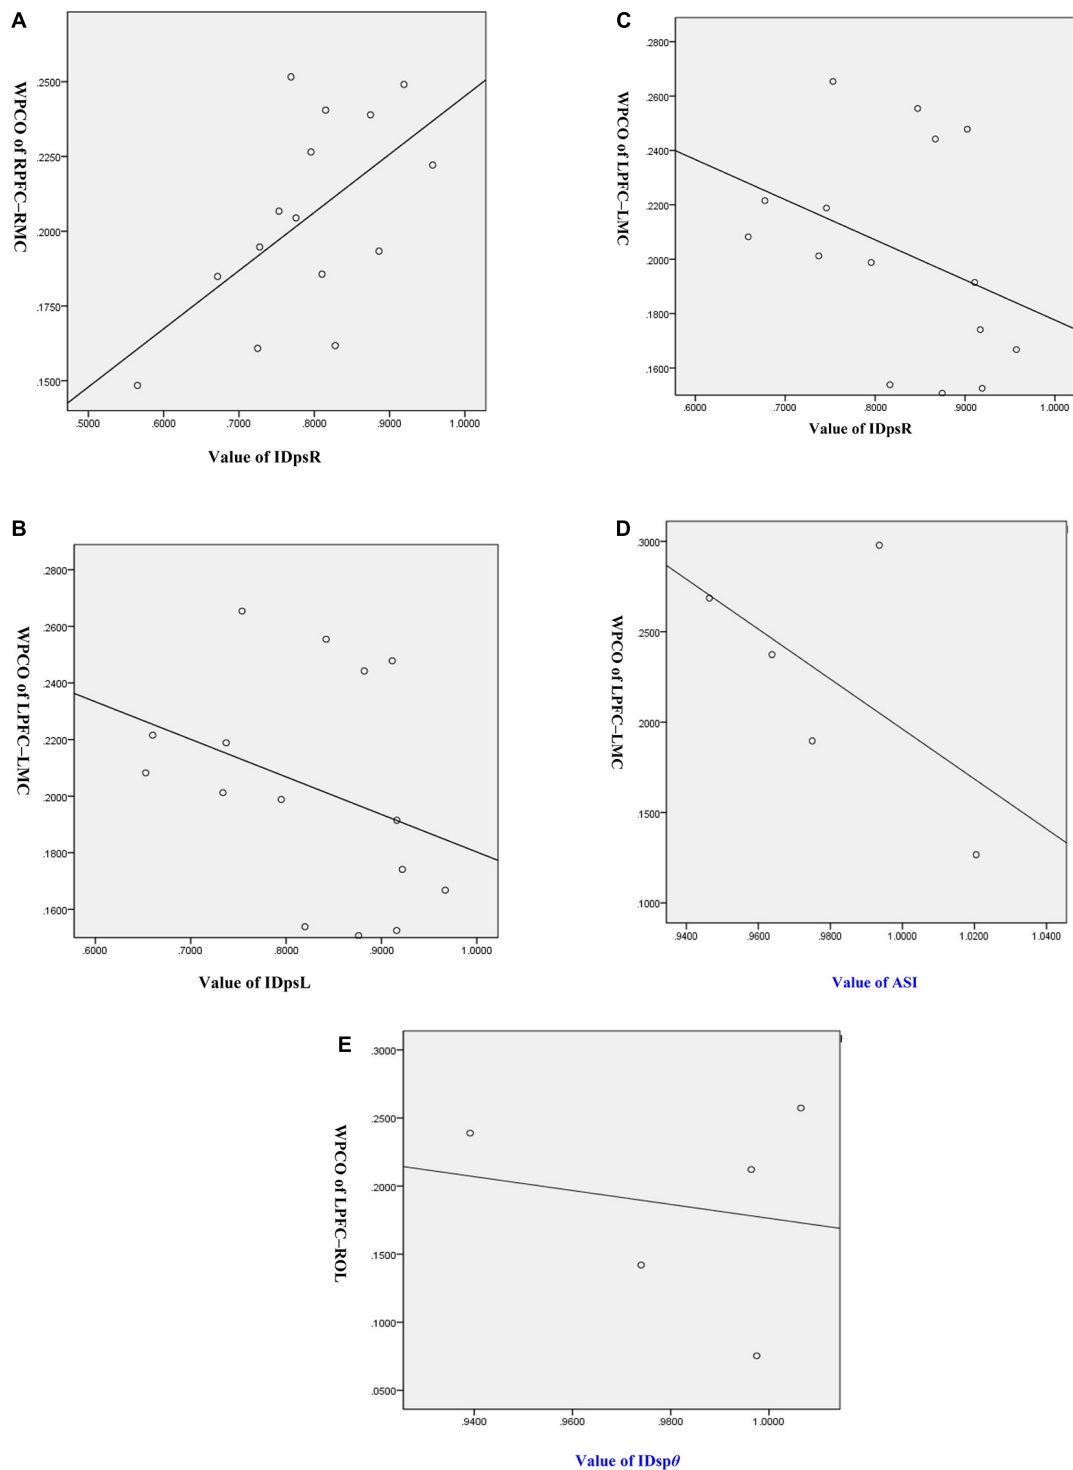 A
WPCO of RPFC–RMC
.2500
.2250
.2000
.1750
.1500
.5000 .6000 .7000 .8000 .9000 1.0000
Value of IDpsR
C
WPCO of LPFC–LMC
.2800
.2600
.2400
.2200
.2000
.1800
.1600
.6000 .7000 .8000 .9000 1.0000
Value of IDpsR
B
WPCO of LPFC–LMC
.2800
.2600
.2400
.2200
.2000
.1800
.1600
.6000 .7000 .8000 .9000 1.0000
Value of IDpsL
D
WPCO of LPFC–LMC
.3000
.2500
.2000
.1500
.1000
.9400 .9600 .9800 1.0000 1.0200 1.0400
Value of ASI
E
WPCO of LPFC–ROL
.3000
.2500
.2000
.1500
.1000
.0500
.9400 .9600 .9800 1.0000
Value of IDspθ